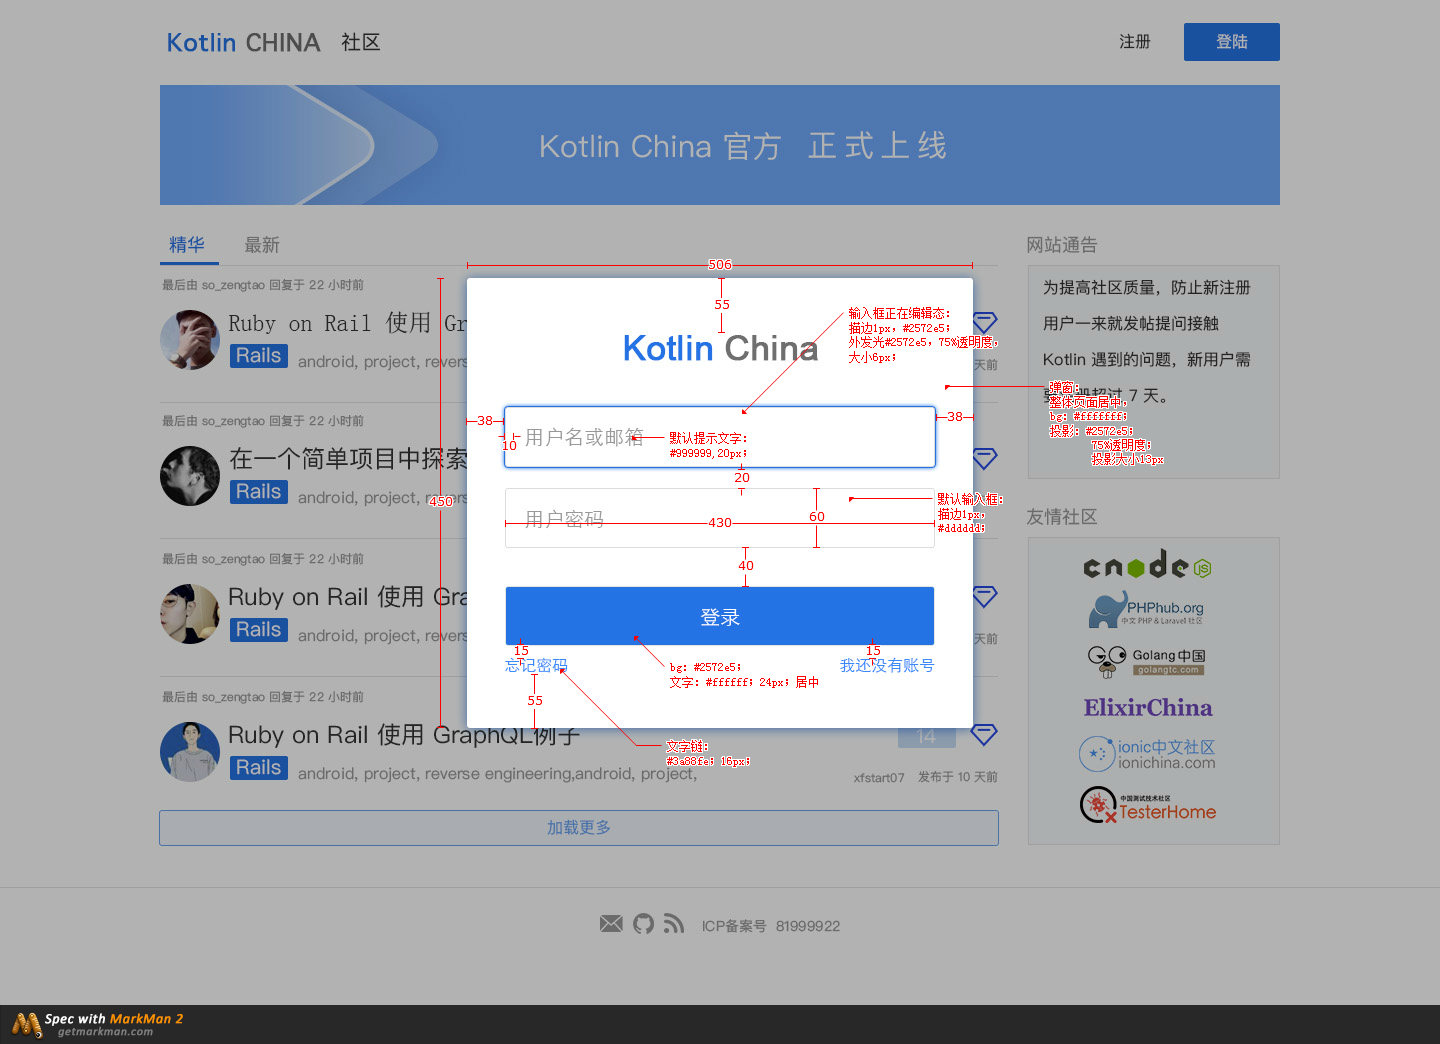 Kotlin CHINA 社区
注册
登陆
Kotlin China 官方 正式上线
精华
最新
网站通告
506
最后由 so_zengtao 回复于 22 小时前
为提高社区质量，防止新注册
用户一来就发帖提问接触
Kotlin 遇到的问题，新用户需
7 天。
Ruby on Rail 使用 Gr
Rails
android, project, revers
天前
55
Kotlin China
输入框正在编辑态：
描边1px，#2572e5；
外发光#2572e5，75%透明度，
大小6px；
弹窗：
整体页面居中，
bg：#fffffff；
投影：#2572e5；
75%透明度；
投影大小13px
最后由 so_zengtao 回复于 22 小时前
在一个简单项目中探索
Rails
android, project, revers
38
38
10
用户名或邮箱
默认提示文字：
#999999,20px；
20
450
用户密码
430
60
默认输入框：
描边1px，
#dddddd；
友情社区
40
最后由 so_zengtao 回复于 22 小时前
Ruby on Rail 使用 Gra
Rails
android, project, revers
天前
登录
15
15
忘记密码
我还没有账号
bg：#2572e5；
文字：#ffffff；24px；居中
55
cnode JS
PHPhub.org
中文 PHP & Laravel 社区
Golang 中国
golangtc.com
ElixirChina
ionic中文社区
ionichina.com
中国测试技术社区
TesterHome
最后由 so_zengtao 回复于 22 小时前
Ruby on Rail 使用 GraphQL例子
14
Rails
android, project, reverse engineering,android, project,
xfstart07
发布于 10 天前
文字链：
#3a88fe；16px；
加载更多
ICP备案号 81999922
Spec with MarkMan 2
getmarkman.com